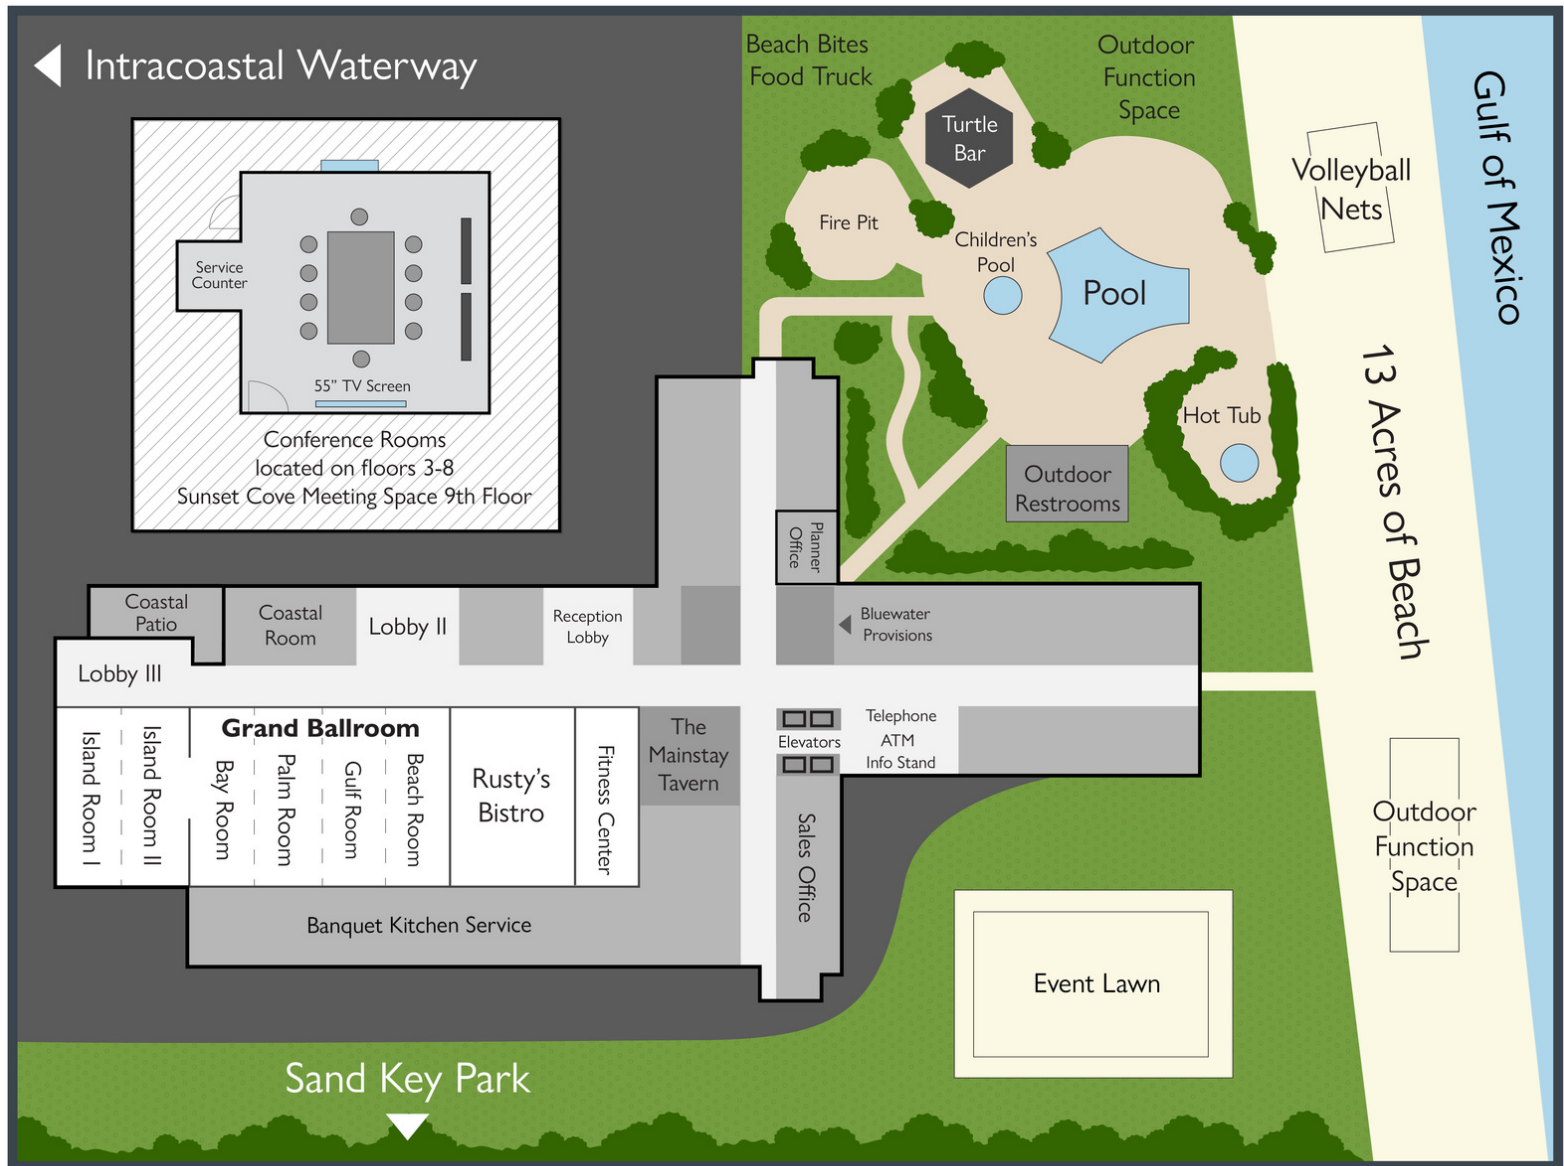 Intracoastal Waterway
Beach Bites
Food Truck
Outdoor
Function
Space
Turtle
Bar
Gulf of Mexico
Volleyball
Nets
Fire Pit
Children's
Pool
Pool
Service
Counter
55" TV Screen
Conference Rooms
located on floors 3-8
Sunset Cove Meeting Space 9th Floor
Hot Tub
13 Acres of Beach
Outdoor
Restrooms
Planner
Office
Coastal
Patio
Coastal
Room
Lobby II
Reception
Lobby
Bluewater
Provisions
Lobby III
Grand Ballroom
Island Room I
Island Room II
Bay Room
Palm Room
Gulf Room
Beach Room
Rusty's
Bistro
Fitness Center
The
Mainstay
Tavern
Elevators
Telephone
ATM
Info Stand
Sales Office
Outdoor
Function
Space
Banquet Kitchen Service
Event Lawn
Sand Key Park